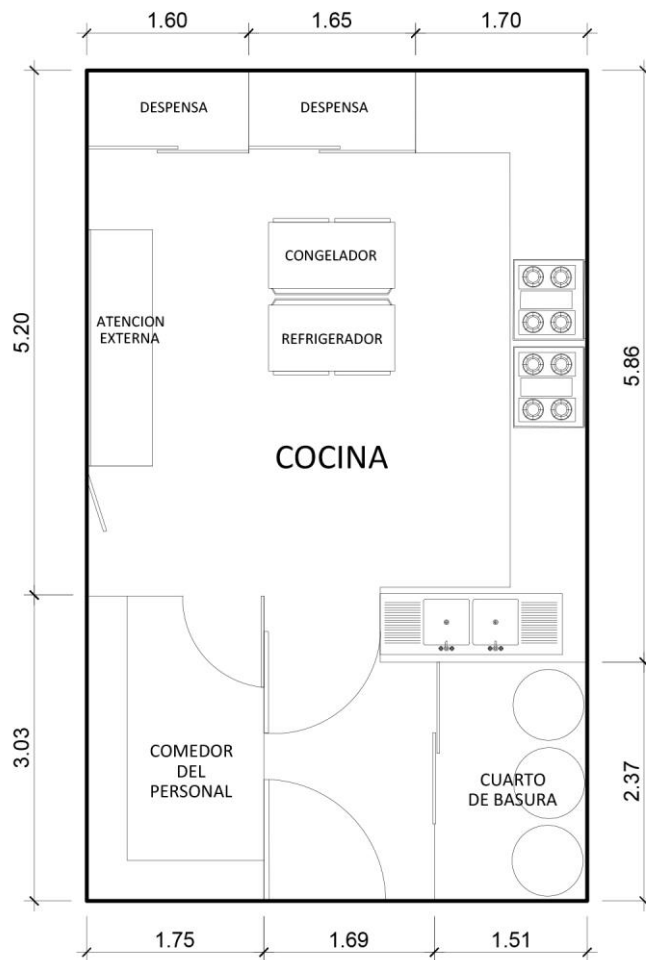 1.60
1.65
1.70
DESPENSA
DESPENSA
CONGELADOR
ATENCION
EXTERNA
REFRIGERADOR
5.20
5.86
COCINA
3.03
COMEDOR
DEL
PERSONAL
CUARTO
DE BASURA
2.37
1.75
1.69
1.51